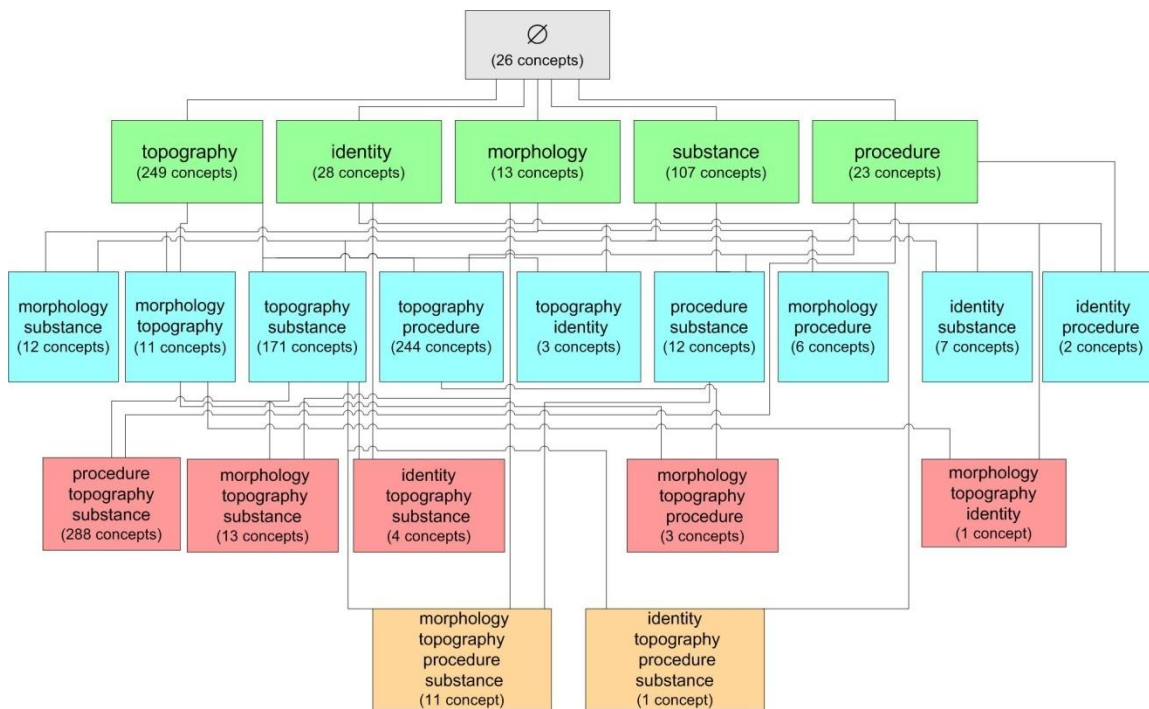 ∅
(26 concepts)
topography
(249 concepts)
identity
(28 concepts)
morphology
(13 concepts)
substance
(107 concepts)
procedure
(23 concepts)
morphology
substance
(12 concepts)
morphology
topography
(11 concepts)
topography
substance
(171 concepts)
topography
procedure
(244 concepts)
topography
identity
(3 concepts)
procedure
substance
(12 concepts)
morphology
procedure
(6 concepts)
identity
substance
(7 concepts)
identity
procedure
(2 concepts)
procedure
topography
substance
(288 concepts)
morphology
topography
substance
(13 concepts)
identity
topography
substance
(4 concepts)
morphology
topography
procedure
(3 concepts)
morphology
topography
identity
(1 concept)
morphology
topography
procedure
substance
(11 concept)
identity
topography
procedure
substance
(1 concept)